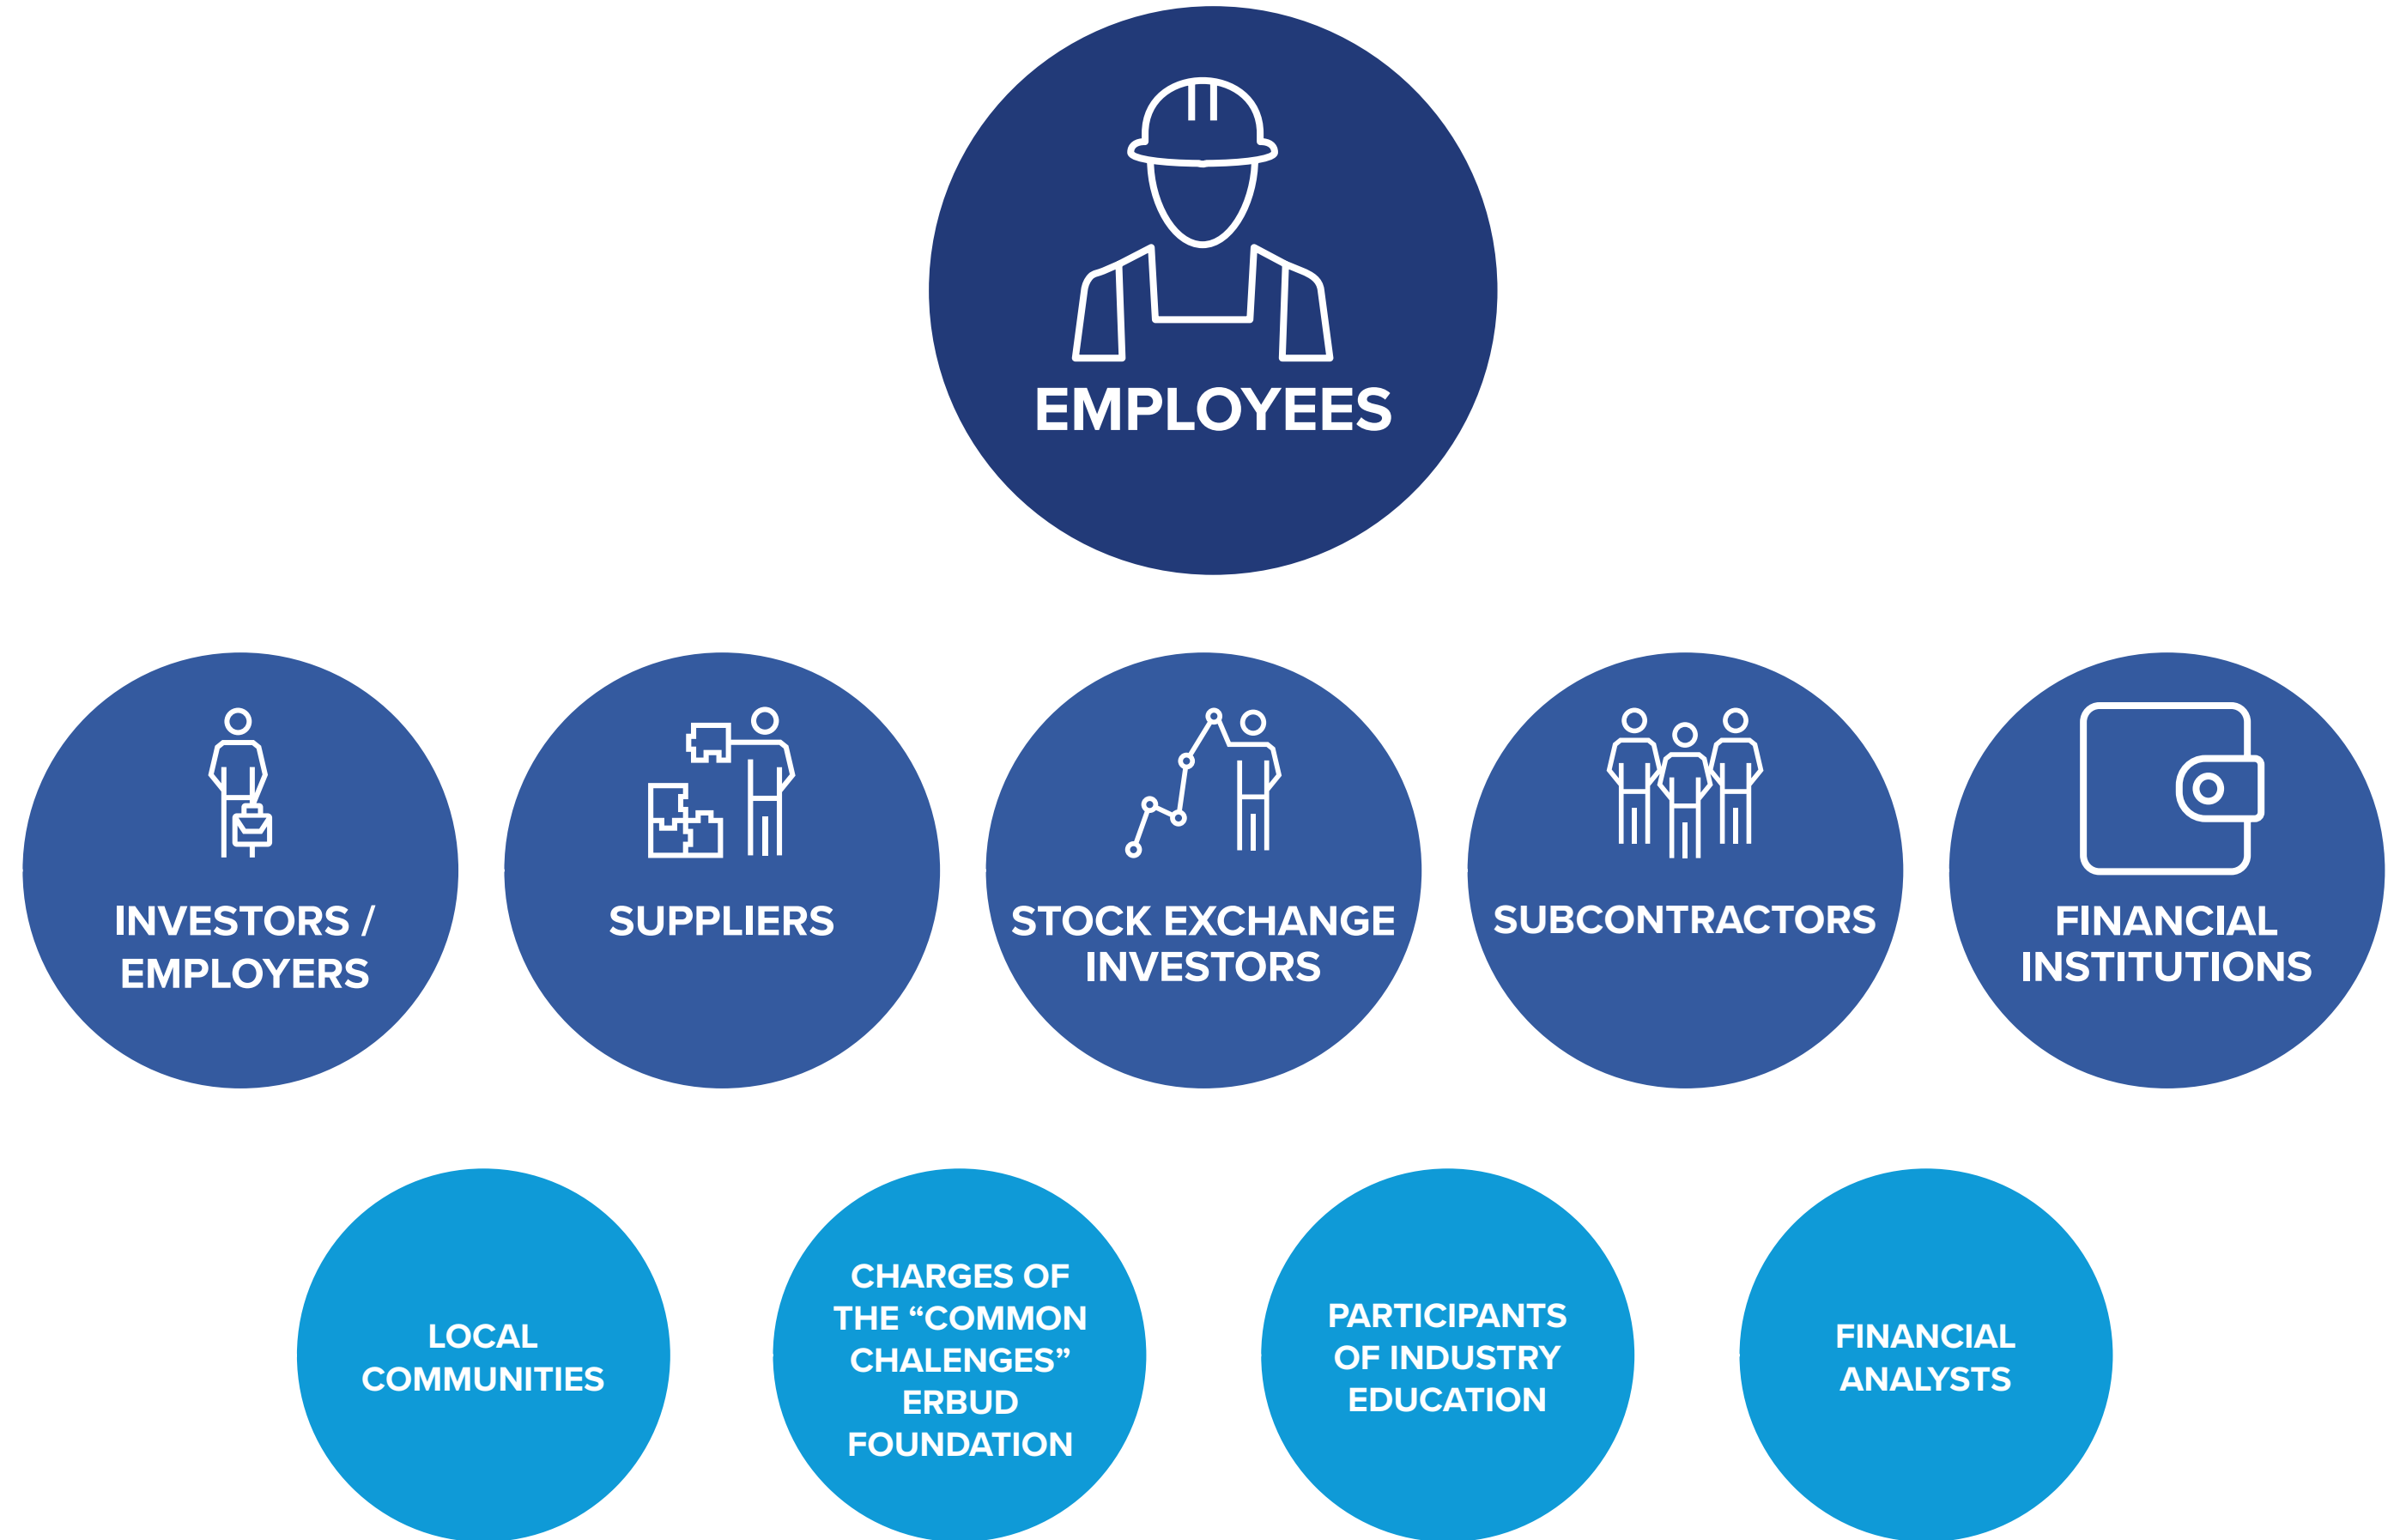 EMPLOYEES
INVESTORS /
EMPLOYERS
SUPPLIERS
STOCK EXCHANGE
INVESTORS
SUBCONTRACTORS
FINANCIAL
INSTITUTIONS
LOCAL
COMMUNITIES
CHARGES OF
THE “COMMON
CHALENGES”
ERBUD
FOUNDATION
PARTICIPANTS
OF INDUSTRY
EDUCATION
FINANCIAL
ANALYSTS